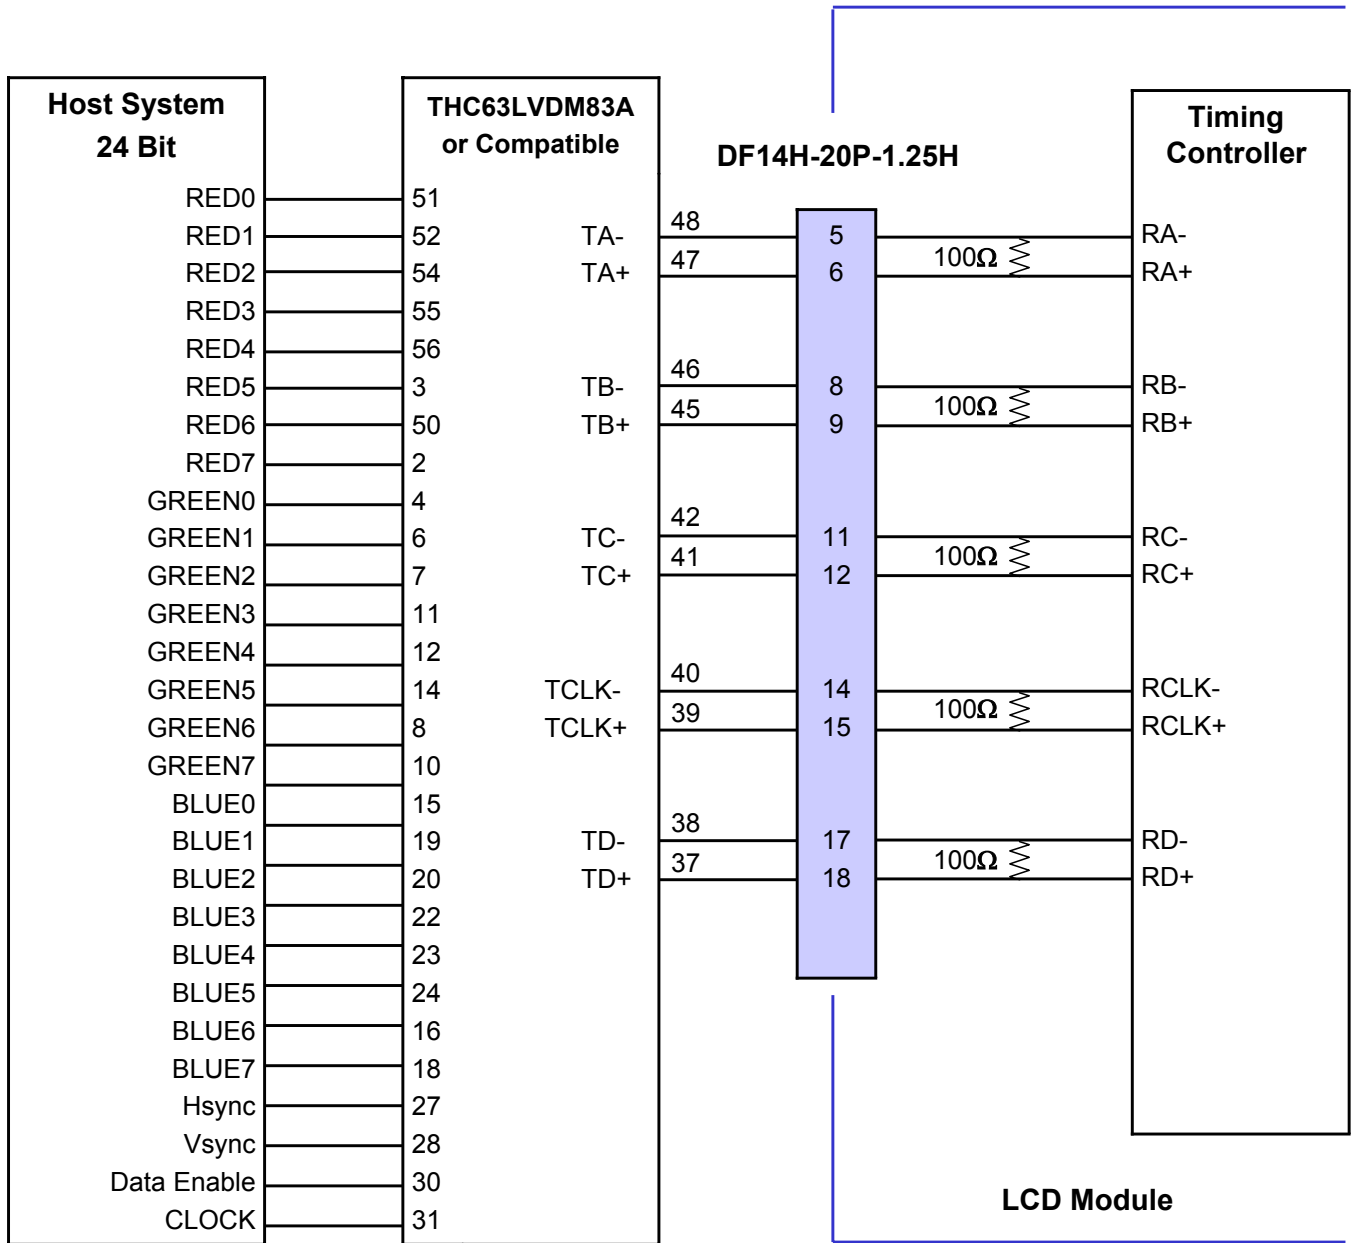 Host System
24 Bit
THC63LVDM83A
or Compatible
DF14H-20P-1.25H
Timing
Controller
RED0 51
RED1 52 TA- 48 5 RA-
100Ω
RED2 54 TA+ 47 6 RA+
RED3 55
RED4 56
RED5 3 TB- 46 8 RB-
100Ω
RED6 50 TB+ 45 9 RB+
RED7 2
GREEN0 4
GREEN1 6 TC- 42 11 RC-
100Ω
GREEN2 7 TC+ 41 12 RC+
GREEN3 11
GREEN4 12
GREEN5 14 TCLK- 40 14 RCLK-
100Ω
GREEN6 8 TCLK+ 39 15 RCLK+
GREEN7 10
BLUE0 15
BLUE1 19 TD- 38 17 RD-
100Ω
BLUE2 20 TD+ 37 18 RD+
BLUE3 22
BLUE4 23
BLUE5 24
BLUE6 16
BLUE7 18
Hsync 27
Vsync 28
Data Enable 30
CLOCK 31
LCD Module